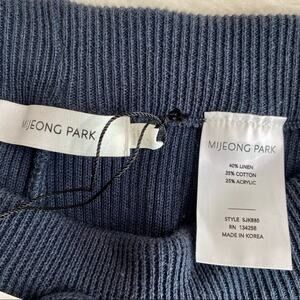 MIJEONG PARK
MIJEONG PARK
40% LINEN
35% COTTON
25% ACRYLIC
STYLE SJK885
RN 134258
MADE IN KOREA